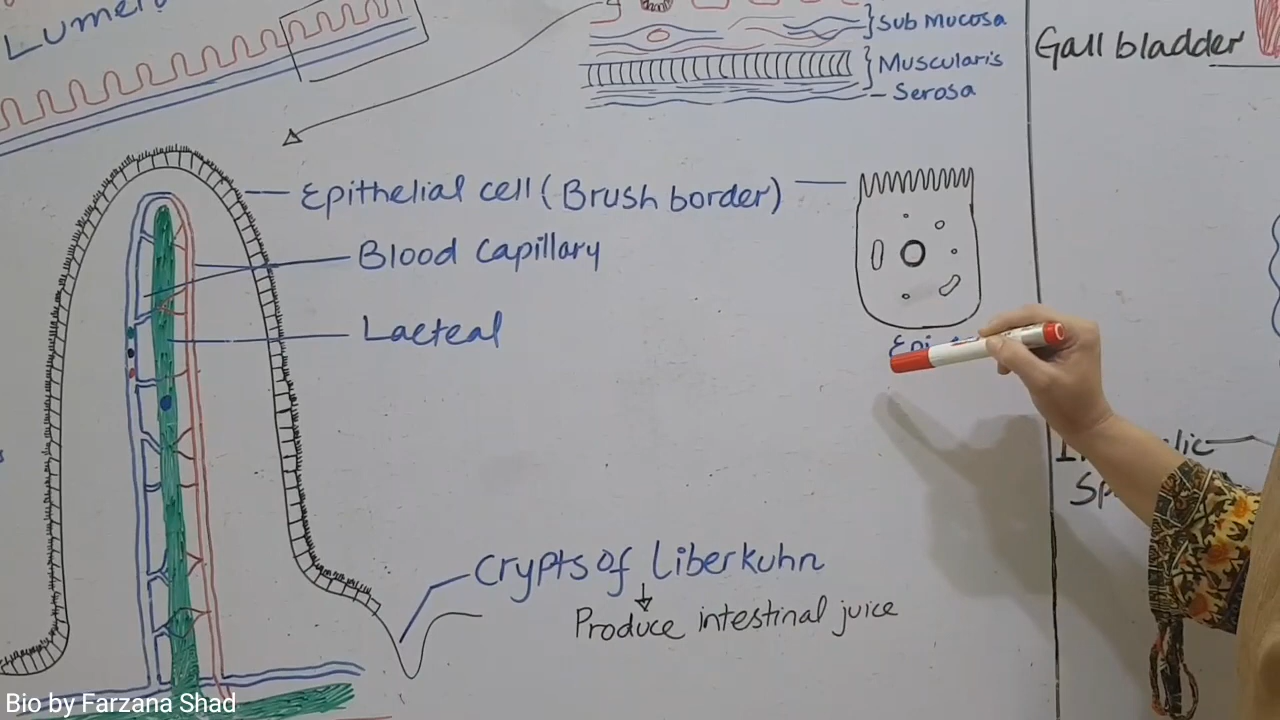 Lumen
Sub Mucosa
Muscularis
Serosa
Gall bladder
Epithelial cell (Brush border)
Blood Capillary
Lacteal
Crypts of Liberkuhn
Produce intestinal juice
Bio by Farzana Shad